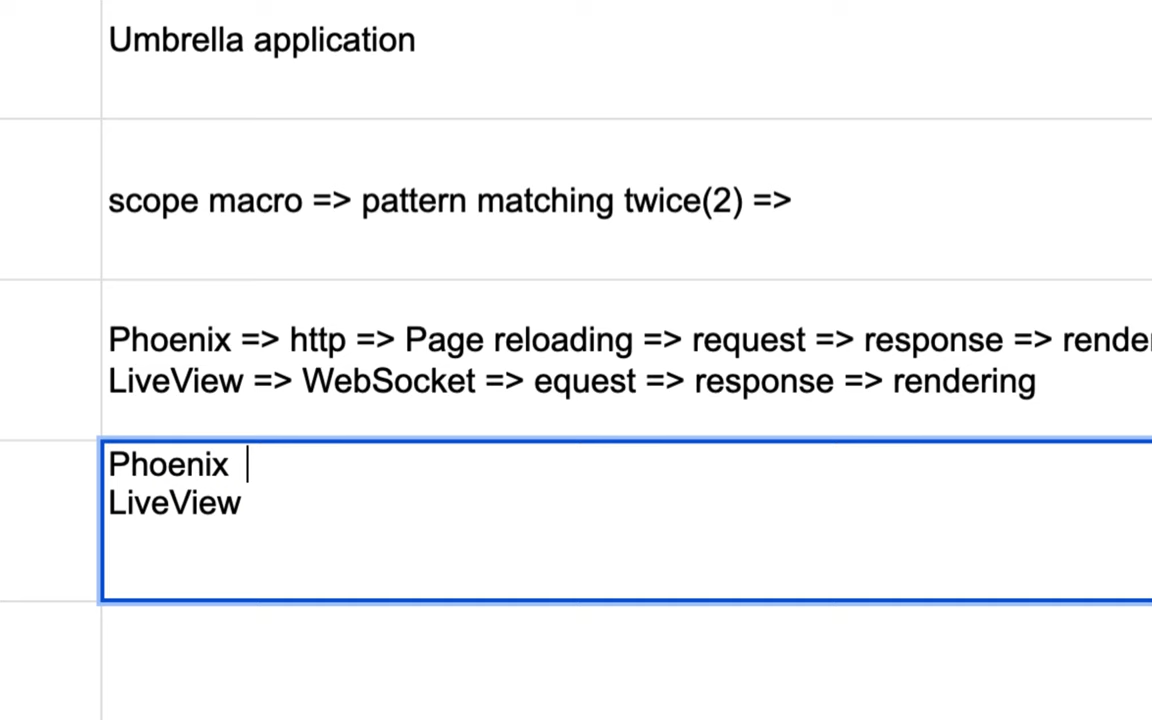 Umbrella application
scope macro => pattern matching twice(2) =>
Phoenix => http => Page reloading => request => response => render
LiveView => WebSocket => equest => response => rendering
Phoenix
LiveView